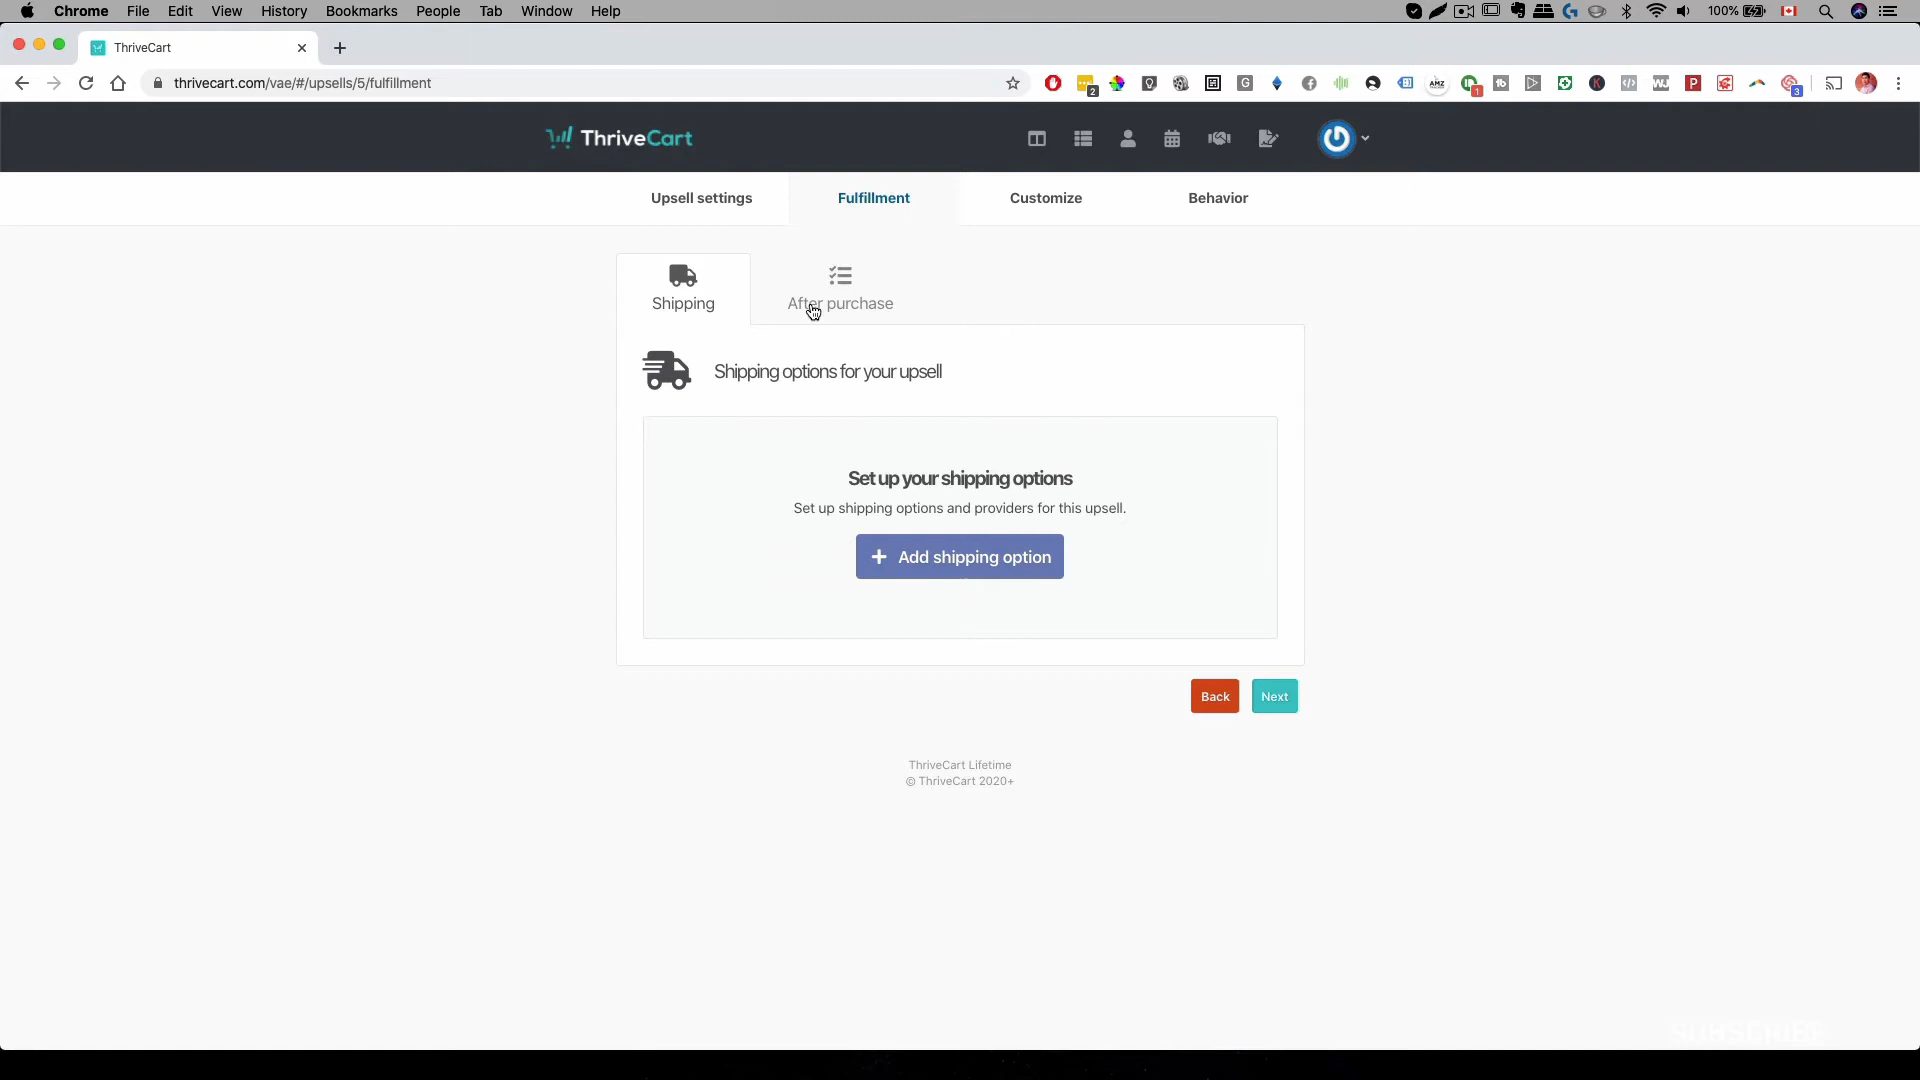 Chrome File Edit View History Bookmarks People Tab Window Help 100%
ThriveCart
thrivecart.com/vae/#/upsells/5/fulfillment
ThriveCart
Upsell settings Fulfillment Customize Behavior
Shipping After purchase
Shipping options for your upsell
Set up your shipping options
Set up shipping options and providers for this upsell.
+ Add shipping option
Back Next
ThriveCart Lifetime
© ThriveCart 2020+
SUBSCRIBE